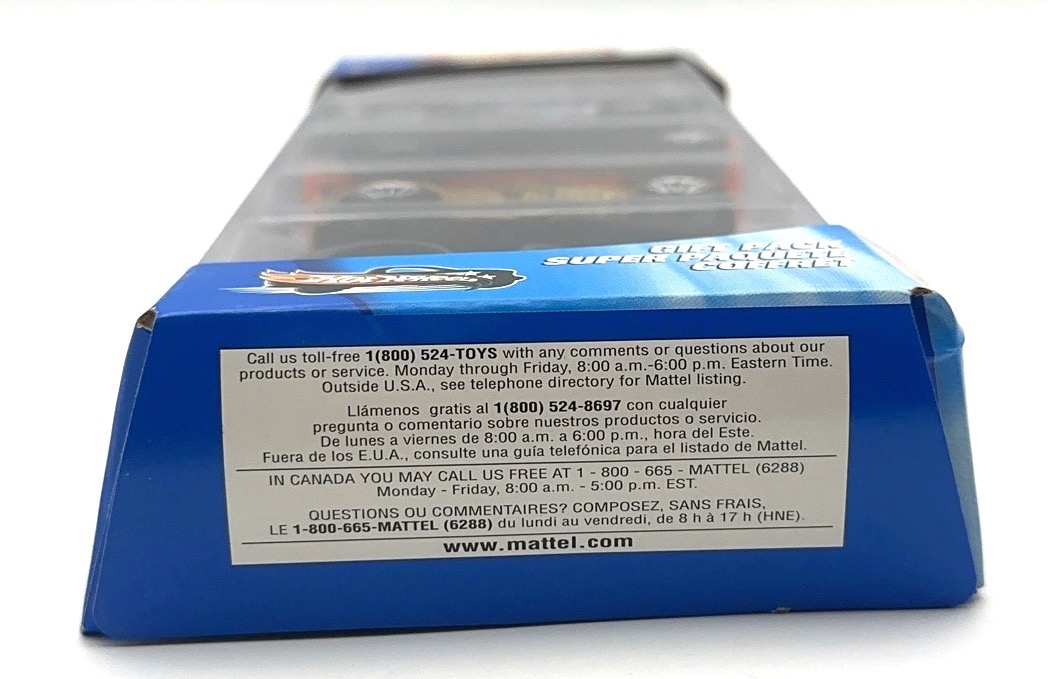 GIFT PACK
SUPER PAQUETE
COFFRET
Hot Wheels
Call us toll-free 1(800) 524-TOYS with any comments or questions about our
products or service. Monday through Friday, 8:00 a.m.-6:00 p.m. Eastern Time.
Outside U.S.A., see telephone directory for Mattel listing.
Llámenos gratis al 1(800) 524-8697 con cualquier
pregunta o comentario sobre nuestros productos o servicio.
De lunes a viernes de 8:00 a.m. a 6:00 p.m., hora del Este.
Fuera de los E.U.A., consulte una guía telefónica para el listado de Mattel.
IN CANADA YOU MAY CALL US FREE AT 1 - 800 - 665 - MATTEL (6288)
Monday - Friday, 8:00 a.m. - 5:00 p.m. EST.
QUESTIONS OU COMMENTAIRES? COMPOSEZ, SANS FRAIS,
LE 1-800-665-MATTEL (6288) du lundi au vendredi, de 8 h à 17 h (HNE).
www.mattel.com